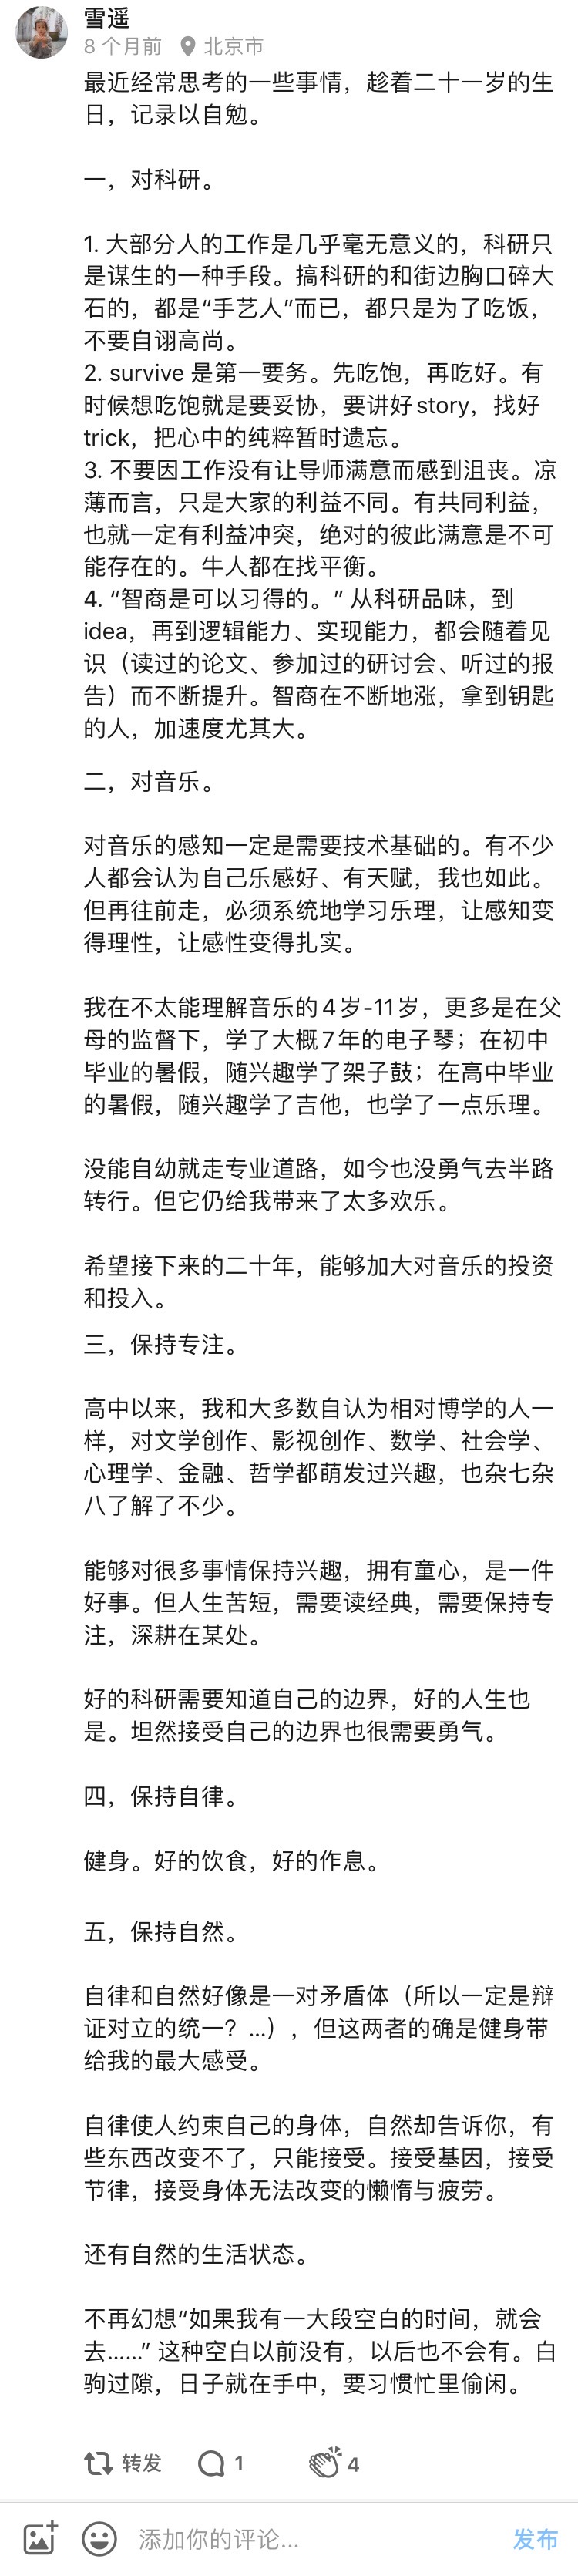 雪遥
8 个月前 北京市
最近经常思考的一些事情，趁着二十一岁的生
日，记录以自勉。
一，对科研。
1. 大部分人的工作是几乎毫无意义的，科研只
是谋生的一种手段。搞科研的和街边胸口碎大
石的，都是“手艺人”而已，都只是为了吃饭，
不要自诩高尚。
2. survive 是第一要务。先吃饱，再吃好。有
时候想吃饱就是要妥协，要讲好 story，找好
trick，把心中的纯粹暂时遗忘。
3. 不要因工作没有让导师满意而感到沮丧。凉
薄而言，只是大家的利益不同。有共同利益，
也就一定有利益冲突，绝对的彼此满意是不可
能存在的。牛人都在找平衡。
4. “智商是可以习得的。” 从科研品味，到
idea，再到逻辑能力、实现能力，都会随着见
识（读过的论文、参加过的研讨会、听过的报
告）而不断提升。智商在不断地涨，拿到钥匙
的人，加速度尤其大。
二，对音乐。
对音乐的感知一定是需要技术基础的。有不少
人都会认为自己乐感好、有天赋，我也如此。
但再往前走，必须系统地学习乐理，让感知变
得理性，让感性变得扎实。
我在不太能理解音乐的 4 岁-11 岁，更多是在父
母的监督下，学了大概 7 年的电子琴；在初中
毕业的暑假，随兴趣学了架子鼓；在高中毕业
的暑假，随兴趣学了吉他，也学了一点乐理。
没能自幼就走专业道路，如今也没勇气去半路
转行。但它仍给我带来了太多欢乐。
希望接下来的二十年，能够加大对音乐的投资
和投入。
三，保持专注。
高中以来，我和大多数自认为相对博学的人一
样，对文学创作、影视创作、数学、社会学、
心理学、金融、哲学都萌发过兴趣，也杂七杂
八了解了不少。
能够对很多事情保持兴趣，拥有童心，是一件
好事。但人生苦短，需要读经典，需要保持专
注，深耕在某处。
好的科研需要知道自己的边界，好的人生也
是。坦然接受自己的边界也很需要勇气。
四，保持自律。
健身。好的饮食，好的作息。
五，保持自然。
自律和自然好像是一对矛盾体（所以一定是辩
证对立的统一？...），但这两者的确是健身带
给我的最大感受。
自律使人约束自己的身体，自然却告诉你，有
些东西改变不了，只能接受。接受基因，接受
节律，接受身体无法改变的懒惰与疲劳。
还有自然的生活状态。
不再幻想“如果我有一大段空白的时间，就会
去......” 这种空白以前没有，以后也不会有。白
驹过隙，日子就在手中，要习惯忙里偷闲。
转发 1 4
添加你的评论... 发布